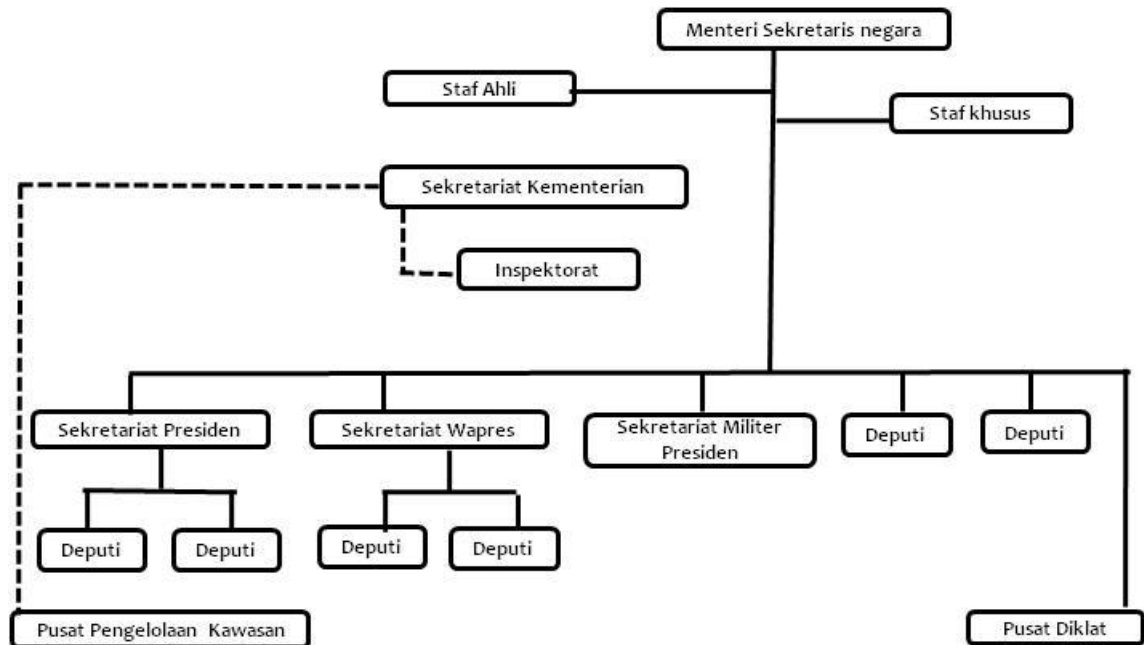 Menteri Sekretaris negara
Staf Ahli
Staf khusus
Sekretariat Kementerian
Inspektorat
Sekretariat Presiden
Sekretariat Wapres
Sekretariat Militer
Presiden
Deputi
Deputi
Deputi
Deputi
Deputi
Deputi
Pusat Pengelolaan Kawasan
Pusat Diklat